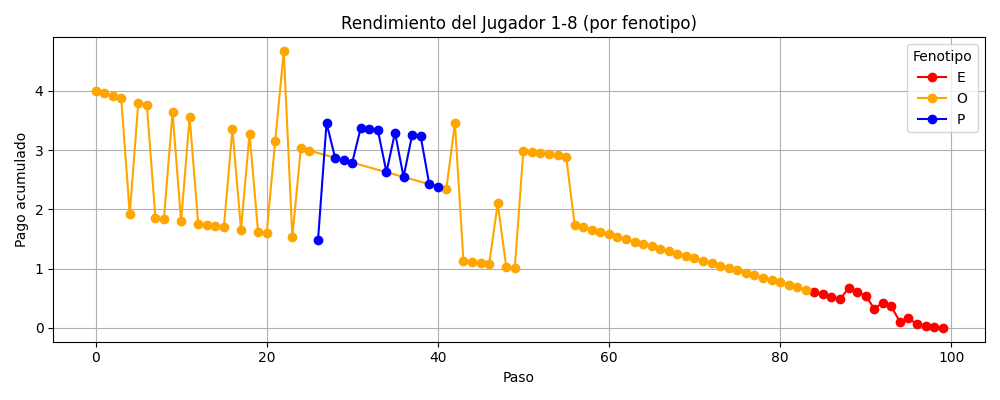 Rendimiento del Jugador 1-8 (por fenotipo)
Pago acumulado
4
3
2
1
0
Fenotipo
E
O
P
0 20 40 60 80 100
Paso